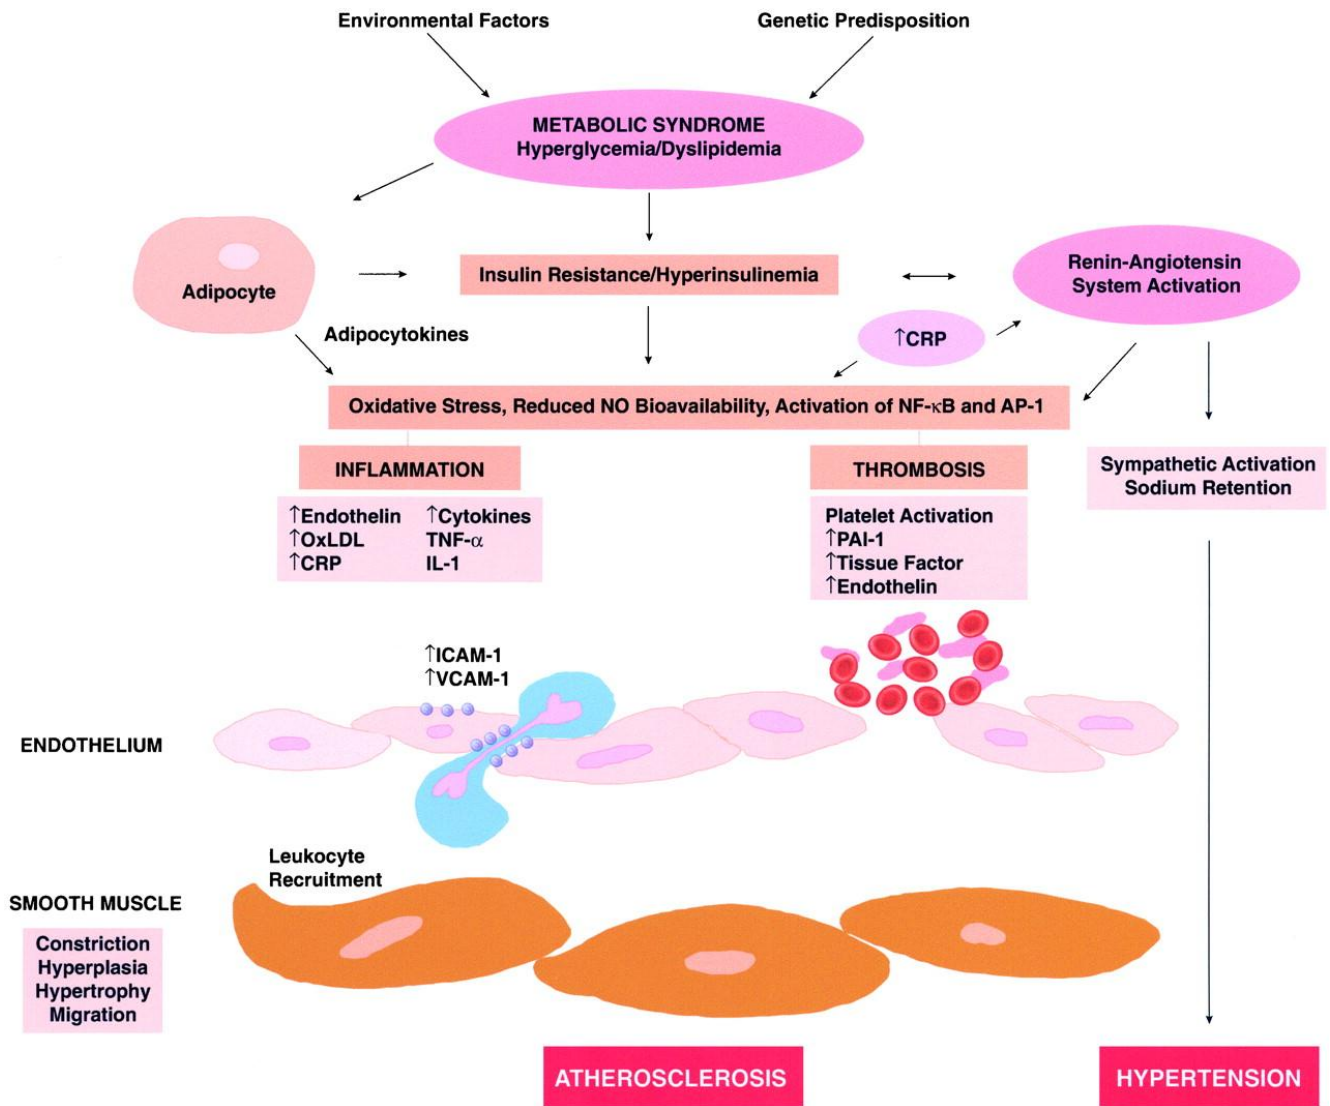 Environmental Factors
Genetic Predisposition
METABOLIC SYNDROME
Hyperglycemia/Dyslipidemia
Adipocyte
Insulin Resistance/Hyperinsulinemia
Renin-Angiotensin
System Activation
Adipocytokines
↑CRP
Oxidative Stress, Reduced NO Bioavailability, Activation of NF-κB and AP-1
INFLAMMATION
↑Endothelin ↑Cytokines
↑OxLDL TNF-α
↑CRP IL-1
THROMBOSIS
Platelet Activation
↑PAI-1
↑Tissue Factor
↑Endothelin
Sympathetic Activation
Sodium Retention
↑ICAM-1
↑VCAM-1
ENDOTHELIUM
Leukocyte
Recruitment
SMOOTH MUSCLE
Constriction
Hyperplasia
Hypertrophy
Migration
ATHEROSCLEROSIS
HYPERTENSION